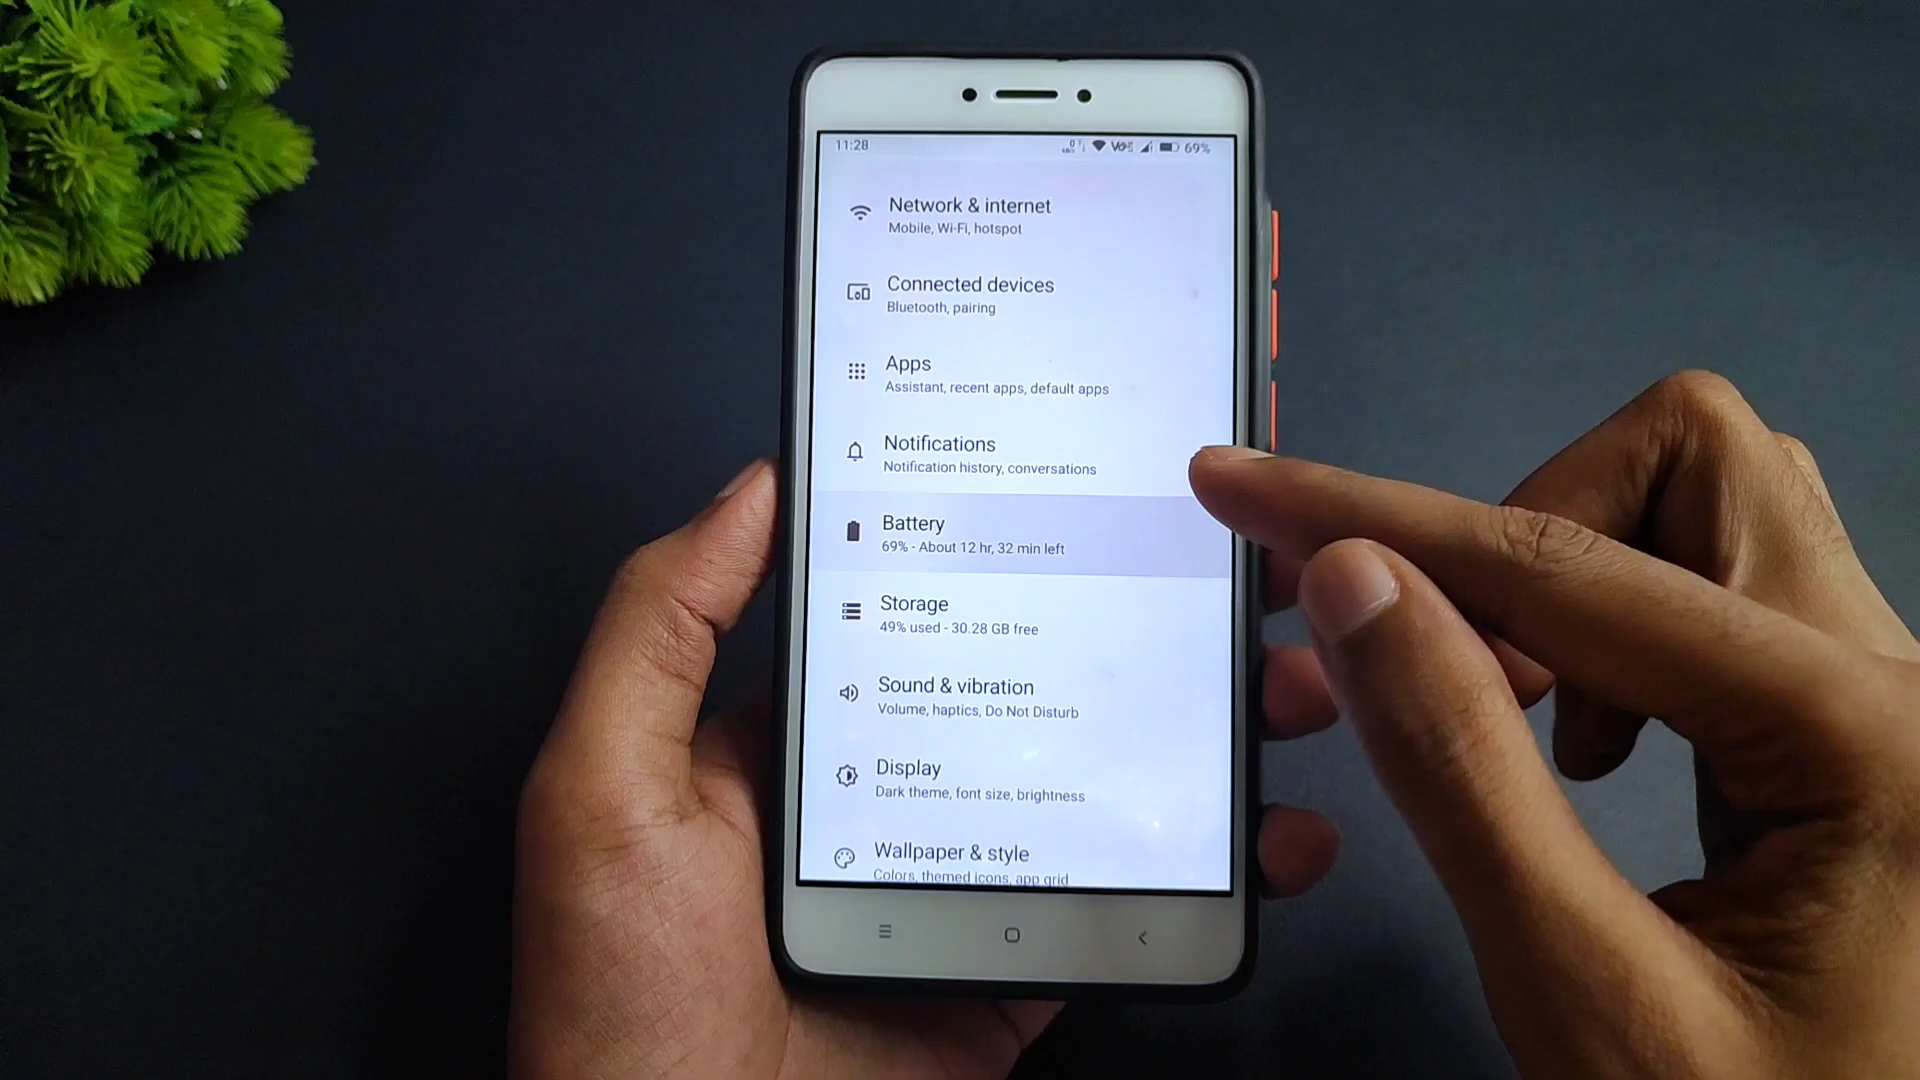 11:28 69%
Network & internet
Mobile, Wi-Fi, hotspot
Connected devices
Bluetooth, pairing
Apps
Assistant, recent apps, default apps
Notifications
Notification history, conversations
Battery
69% - About 12 hr, 32 min left
Storage
49% used - 30.28 GB free
Sound & vibration
Volume, haptics, Do Not Disturb
Display
Dark theme, font size, brightness
Wallpaper & style
Colors, themed icons, app grid